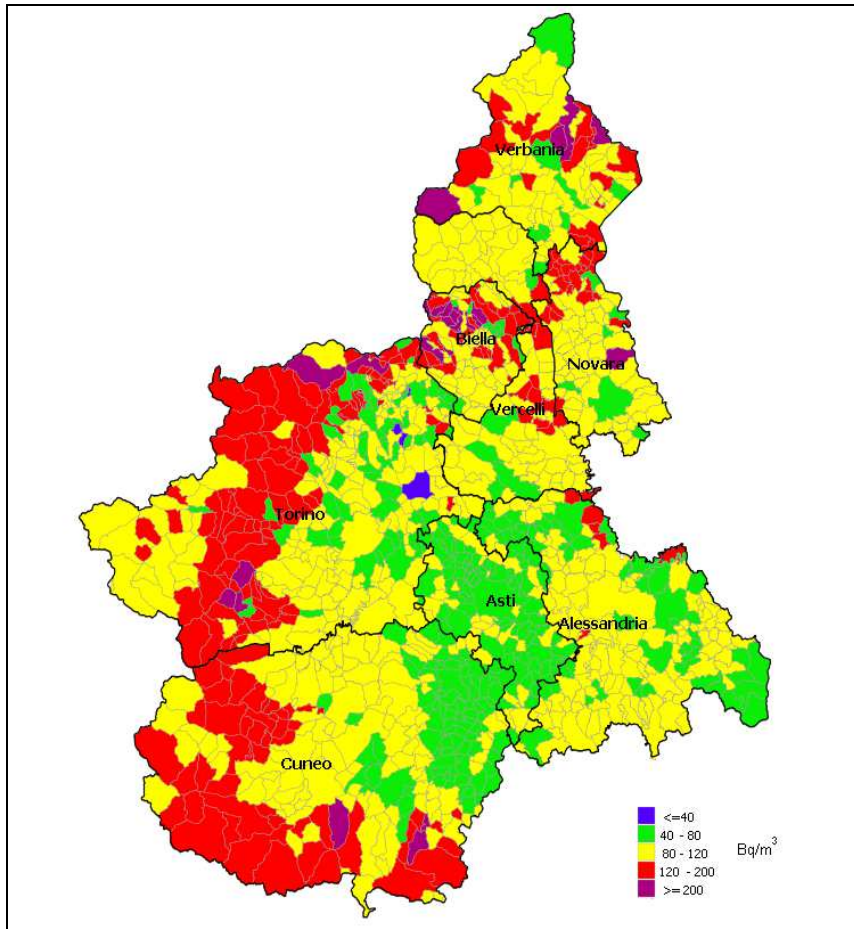 Verbania
Biella
Novara
Vercelli
Torino
Asti
Alessandria
Cuneo
<=40
40 - 80
80 - 120
120 - 200
>=200
Bq/m³